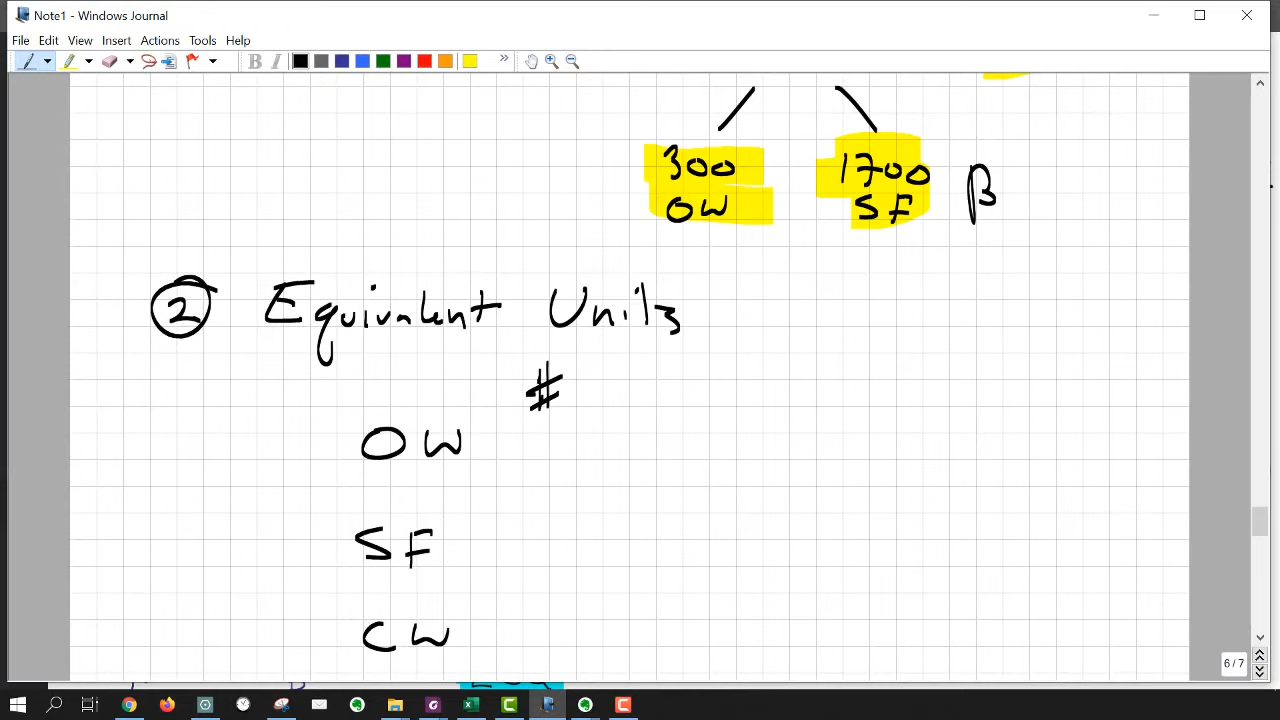 Note1 - Windows Journal
File Edit View Insert Actions Tools Help
B I
300 1700 β
OW SF
2 Equivalent Units
#
OW
SF
CW
6 / 7